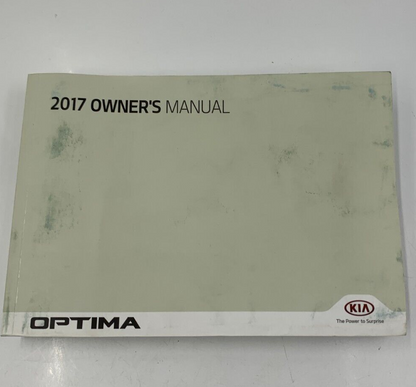 2017 OWNER'S MANUAL
KIA
The Power to Surprise
OPTIMA